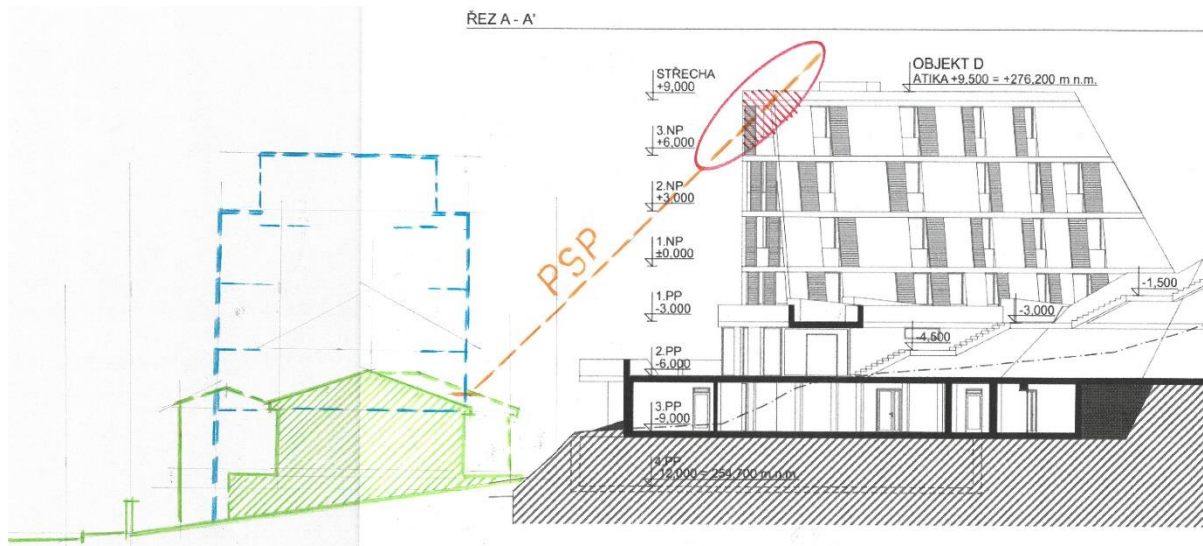 ŘEZ A - A'
OBJEKT D
ATIKA +9,500 = +276,200 m n.m.
STŘECHA
+9,000
3.NP
+6,000
2.NP
+3,000
1.NP
±0.000
1.PP
-3,000
2.PP
-6,000
3.PP
-9,000
4.PP
-12,000 = 254,700 m.n.m.
PSP
-1,500
-3,000
-4,500